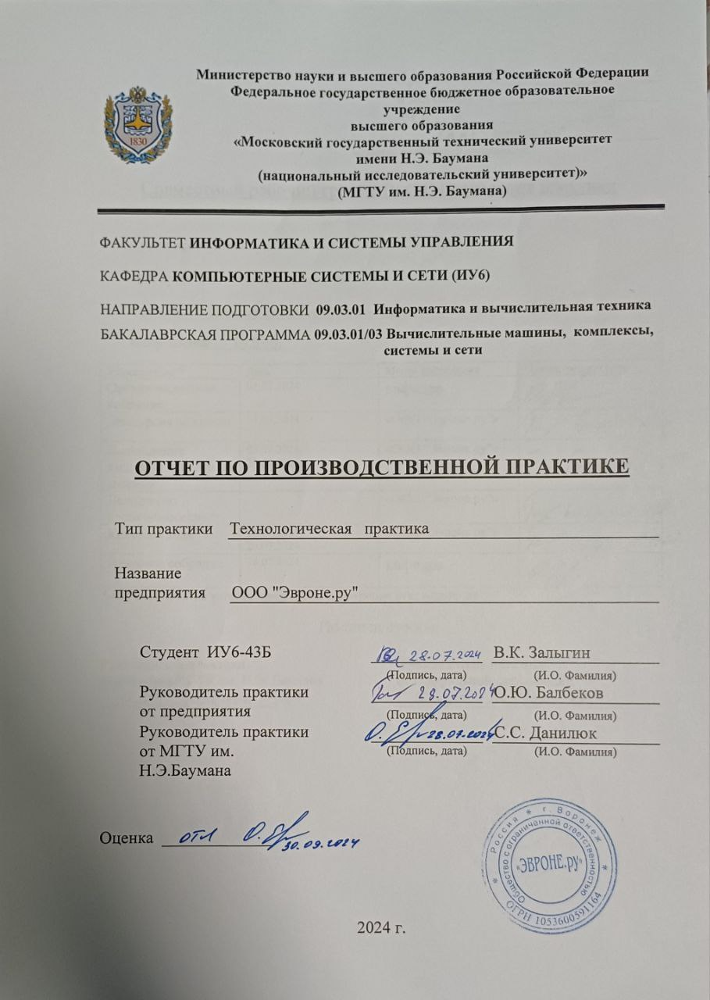 Министерство науки и высшего образования Российской Федерации
Федеральное государственное бюджетное образовательное
учреждение
высшего образования
«Московский государственный технический университет
имени Н.Э. Баумана
(национальный исследовательский университет)»
(МГТУ им. Н.Э. Баумана)
1830
ФАКУЛЬТЕТ ИНФОРМАТИКА И СИСТЕМЫ УПРАВЛЕНИЯ
КАФЕДРА КОМПЬЮТЕРНЫЕ СИСТЕМЫ И СЕТИ (ИУ6)
НАПРАВЛЕНИЕ ПОДГОТОВКИ 09.03.01 Информатика и вычислительная техника
БАКАЛАВРСКАЯ ПРОГРАММА 09.03.01/03 Вычислительные машины, комплексы,
системы и сети
ОТЧЕТ ПО ПРОИЗВОДСТВЕННОЙ ПРАКТИКЕ
Тип практики Технологическая практика
Название
предприятия ООО "Эвроне.ру"
Студент ИУ6-43Б 28.07.2024 В.К. Залыгин
(Подпись, дата) (И.О. Фамилия)
Руководитель практики 28.07.2024 О.Ю. Балбеков
от предприятия (Подпись, дата) (И.О. Фамилия)
Руководитель практики 28.07.2024 С.С. Данилюк
от МГТУ им. (Подпись, дата) (И.О. Фамилия)
Н.Э.Баумана
Оценка отл 30.09.2024
Россия * г. Воронеж *
Общество с ограниченной ответственностью
«ЭВРОНЕ.ру»
ОГРН 1053600591164 *
2024 г.